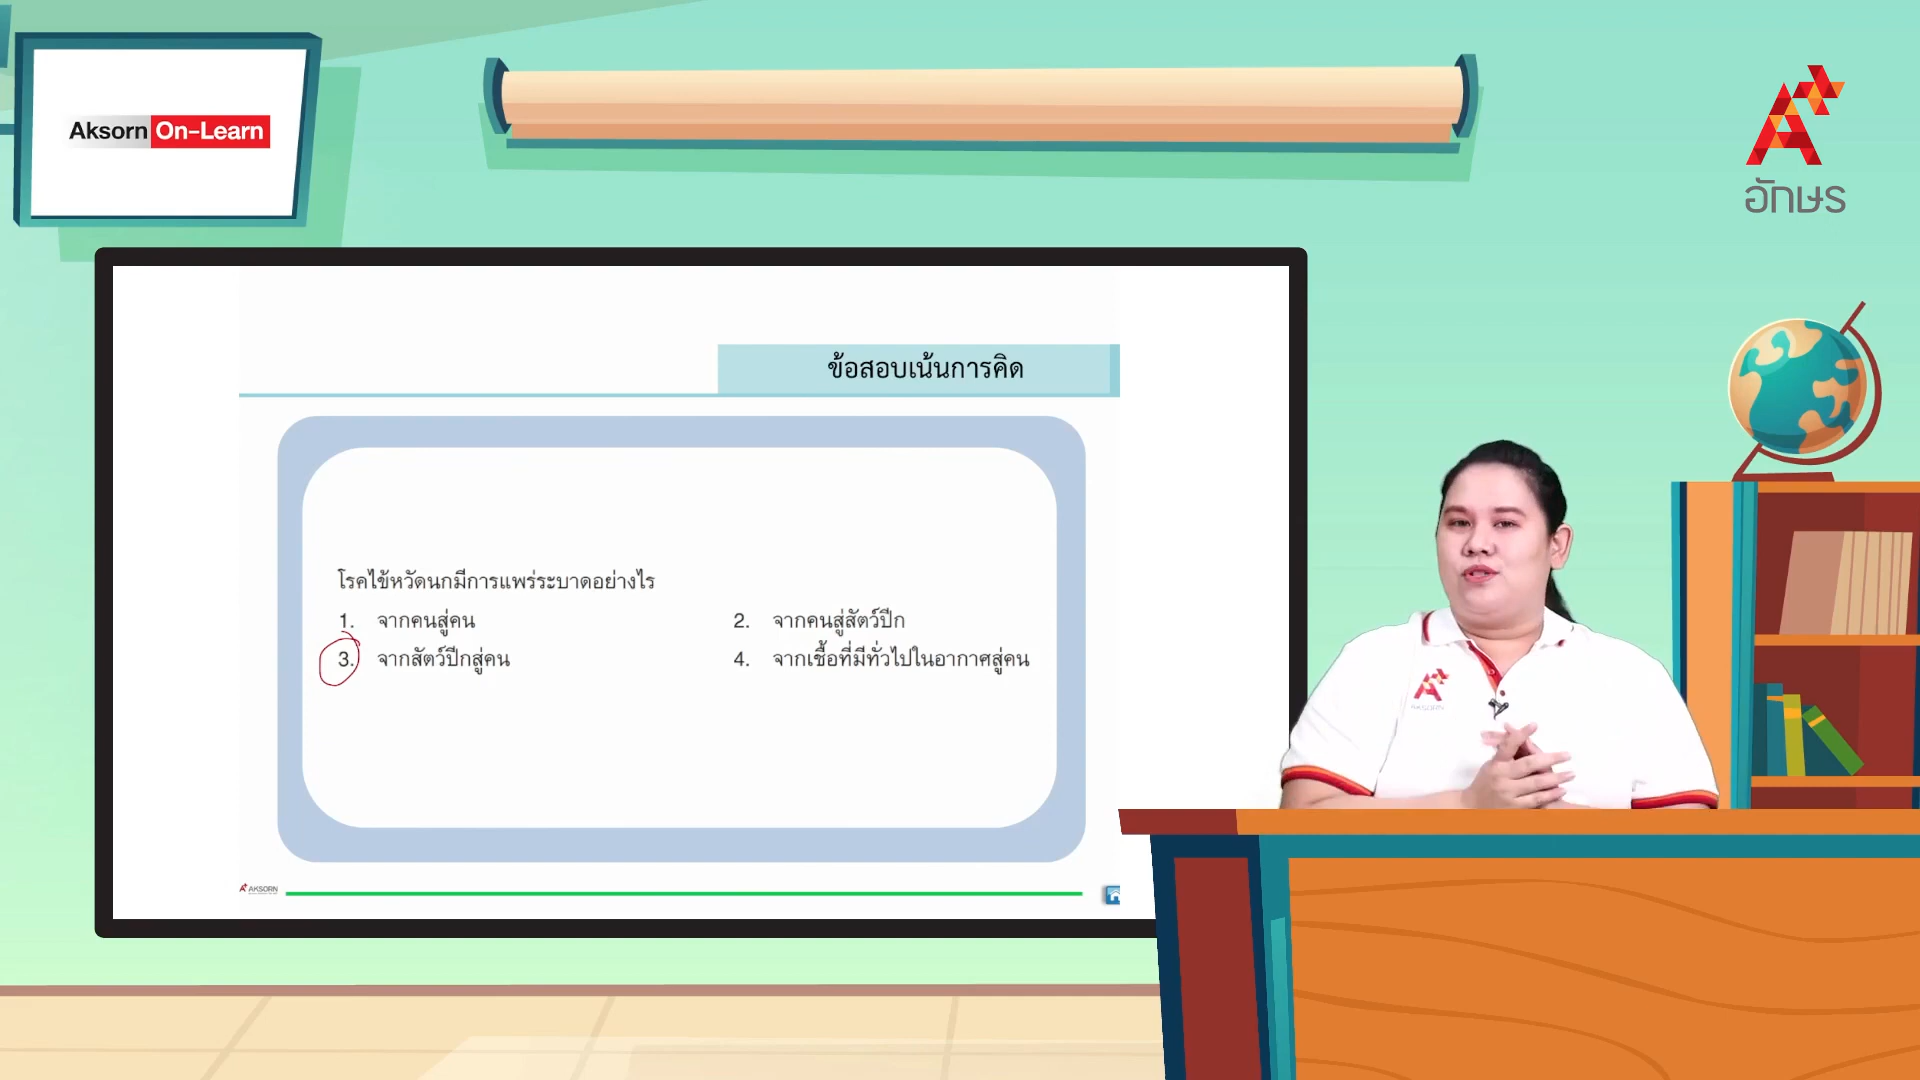 Aksorn On-Learn
อักษร
ข้อสอบเน้นการคิด
โรคไข้หวัดนกมีการแพร่ระบาดอย่างไร
1. จากคนสู่คน
2. จากคนสู่สัตว์ปีก
3. จากสัตว์ปีกสู่คน
4. จากเชื้อที่มีทั่วไปในอากาศสู่คน
AKSORN
AKSORN